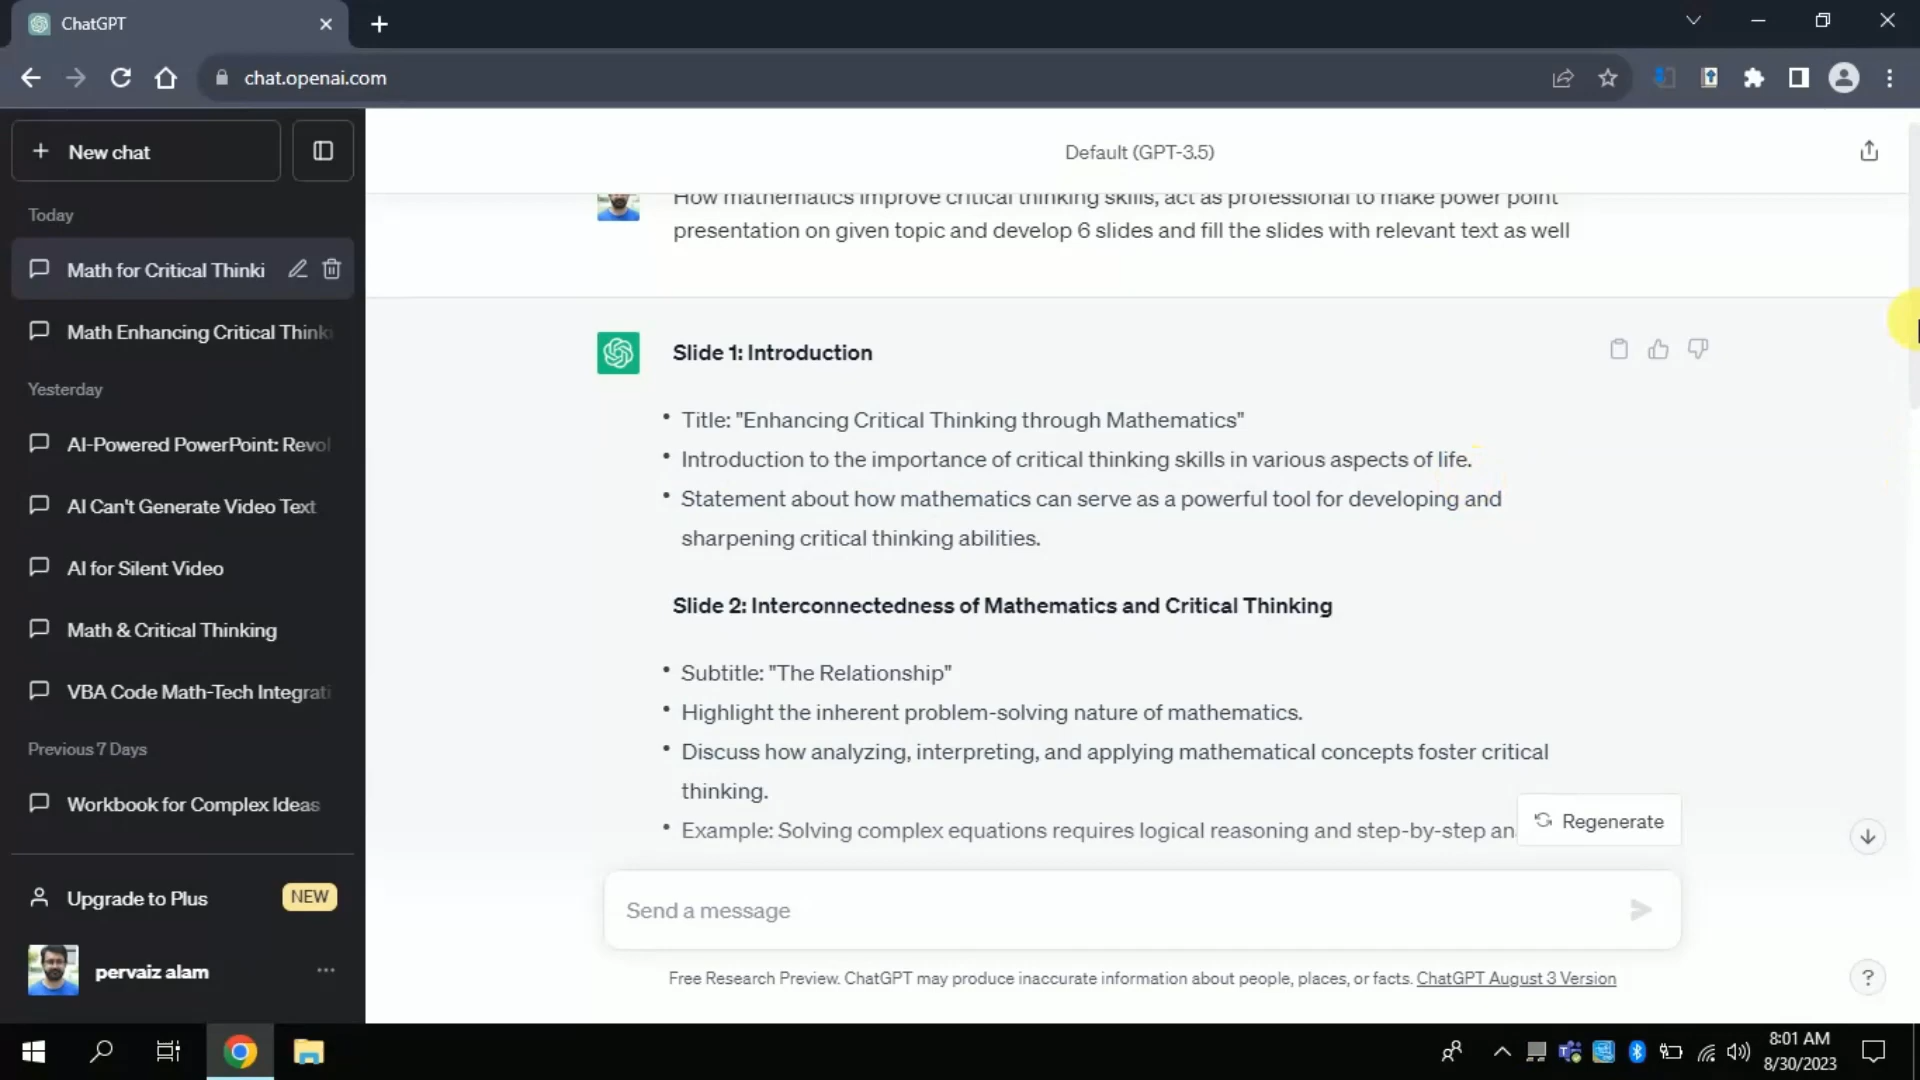 ChatGPT
chat.openai.com
New chat
Default (GPT-3.5)
Today
Math for Critical Thinki
Math Enhancing Critical Think
Yesterday
AI-Powered PowerPoint: Revol
AI Can't Generate Video Text
AI for Silent Video
Math & Critical Thinking
VBA Code Math-Tech Integrati
Previous 7 Days
Workbook for Complex Ideas
Upgrade to Plus
NEW
pervaiz alam
How mathematics improve critical thinking skills, act as professional to make power point
presentation on given topic and develop 6 slides and fill the slides with relevant text as well
Slide 1: Introduction
• Title: "Enhancing Critical Thinking through Mathematics"
• Introduction to the importance of critical thinking skills in various aspects of life.
• Statement about how mathematics can serve as a powerful tool for developing and
sharpening critical thinking abilities.
Slide 2: Interconnectedness of Mathematics and Critical Thinking
• Subtitle: "The Relationship"
• Highlight the inherent problem-solving nature of mathematics.
• Discuss how analyzing, interpreting, and applying mathematical concepts foster critical
thinking.
• Example: Solving complex equations requires logical reasoning and step-by-step an
Regenerate
Send a message
Free Research Preview. ChatGPT may produce inaccurate information about people, places, or facts. ChatGPT August 3 Version
?
8:01 AM
8/30/2023